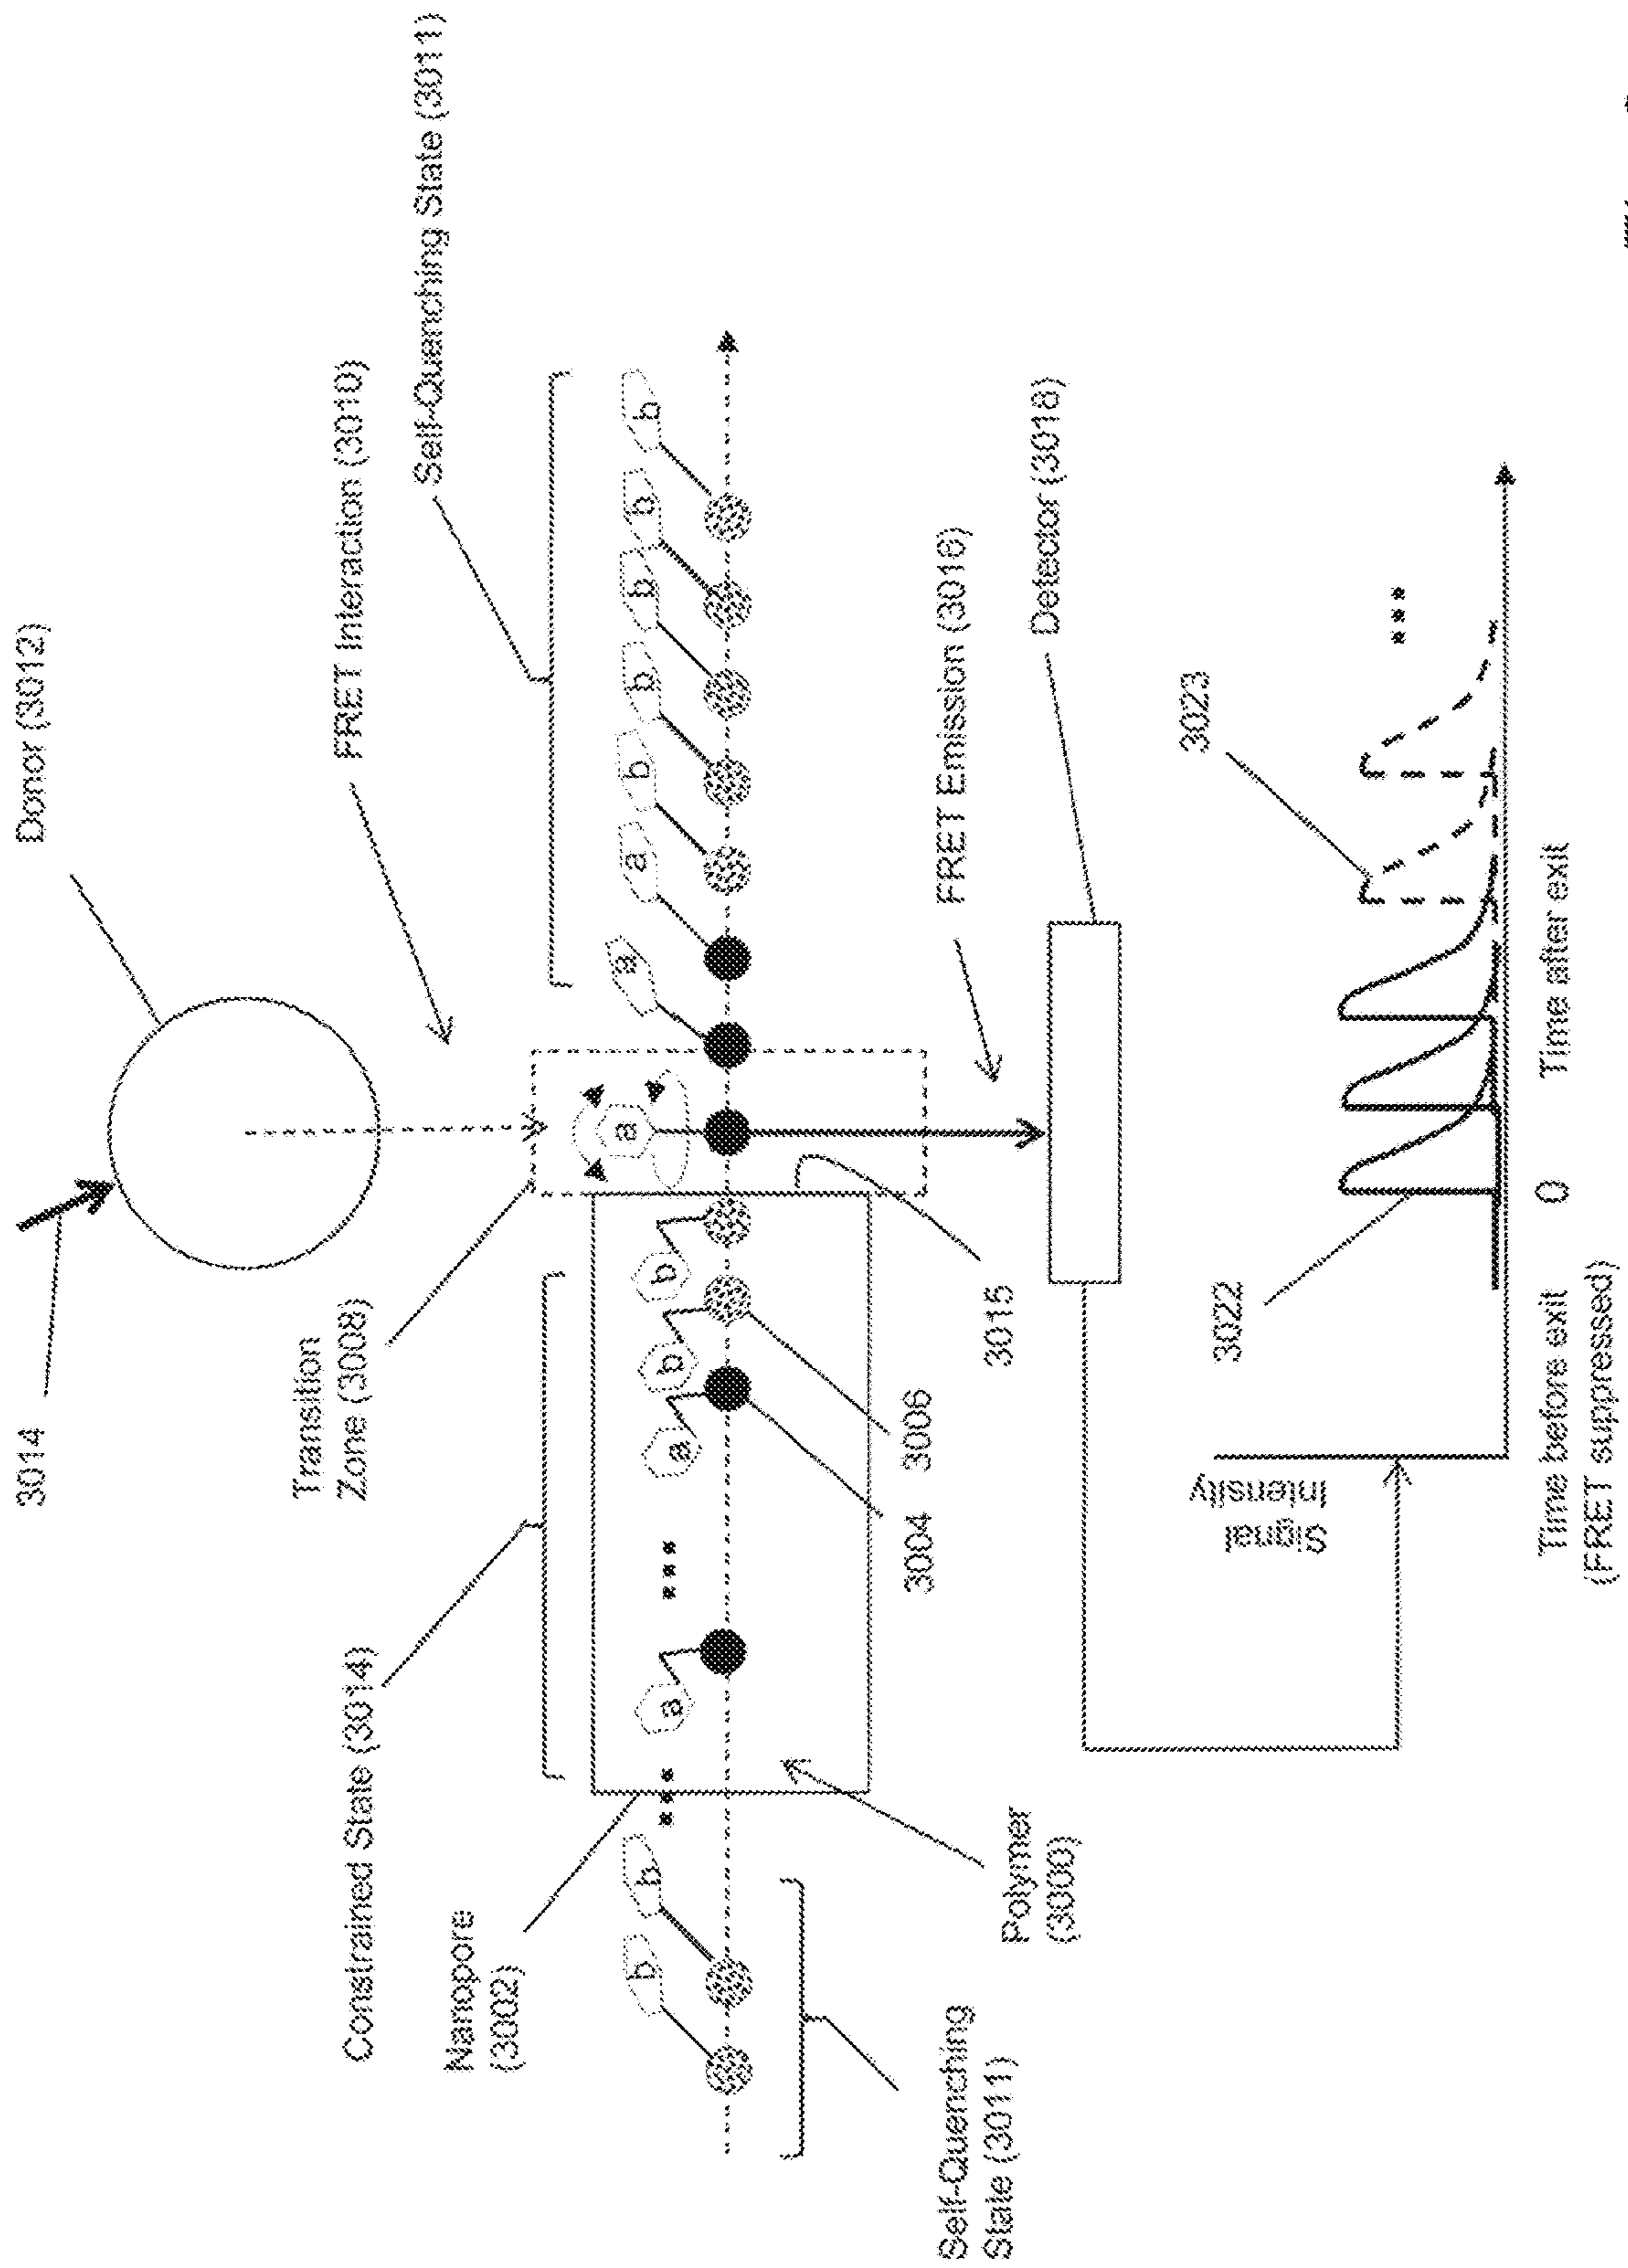 3014
Donor (3012)
Transition
Zone (3008)
FRET Interaction (3010)
Constrained State (3014)
Self-Quenching State (3011)
Nanopore
(3002)
b b ••• a ••• a b b a a a b b b b b
Self-Quenching
State (3011)
Polymer
(3000)
3004
3006
3015
FRET Emission (3016)
Detector (3018)
Signal
Intensity
3022
3023
•••
Time before exit
(FRET suppressed)
0
Time after exit